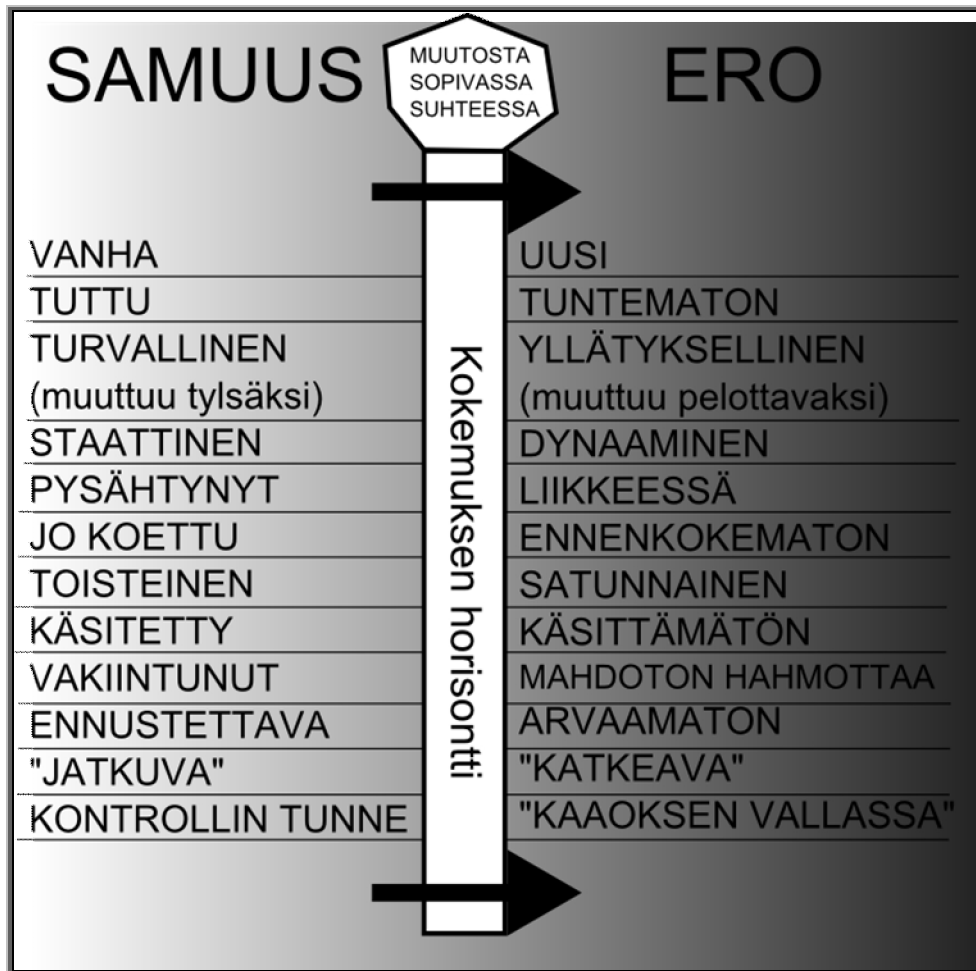 SAMUUS
MUUTOSTA
SOPIVASSA
SUHTEESSA
ERO
VANHA
TUTTU
TURVALLINEN
(muuttuu tylsäksi)
STAATTINEN
PYSÄHTYNYT
JO KOETTU
TOISTEINEN
KÄSITETTY
VAKIINTUNUT
ENNUSTETTAVA
"JATKUVA"
KONTROLLIN TUNNE
Kokemuksen horisontti
UUSI
TUNTEMATON
YLLÄTYKSELLINEN
(muuttuu pelottavaksi)
DYNAAMINEN
LIIKKEESSÄ
ENNENKOKEMATON
SATUNNAINEN
KÄSITTÄMÄTÖN
MAHDOTON HAHMOTTAA
ARVAAMATON
"KATKEAVA"
"KAAOKSEN VALLASSA"